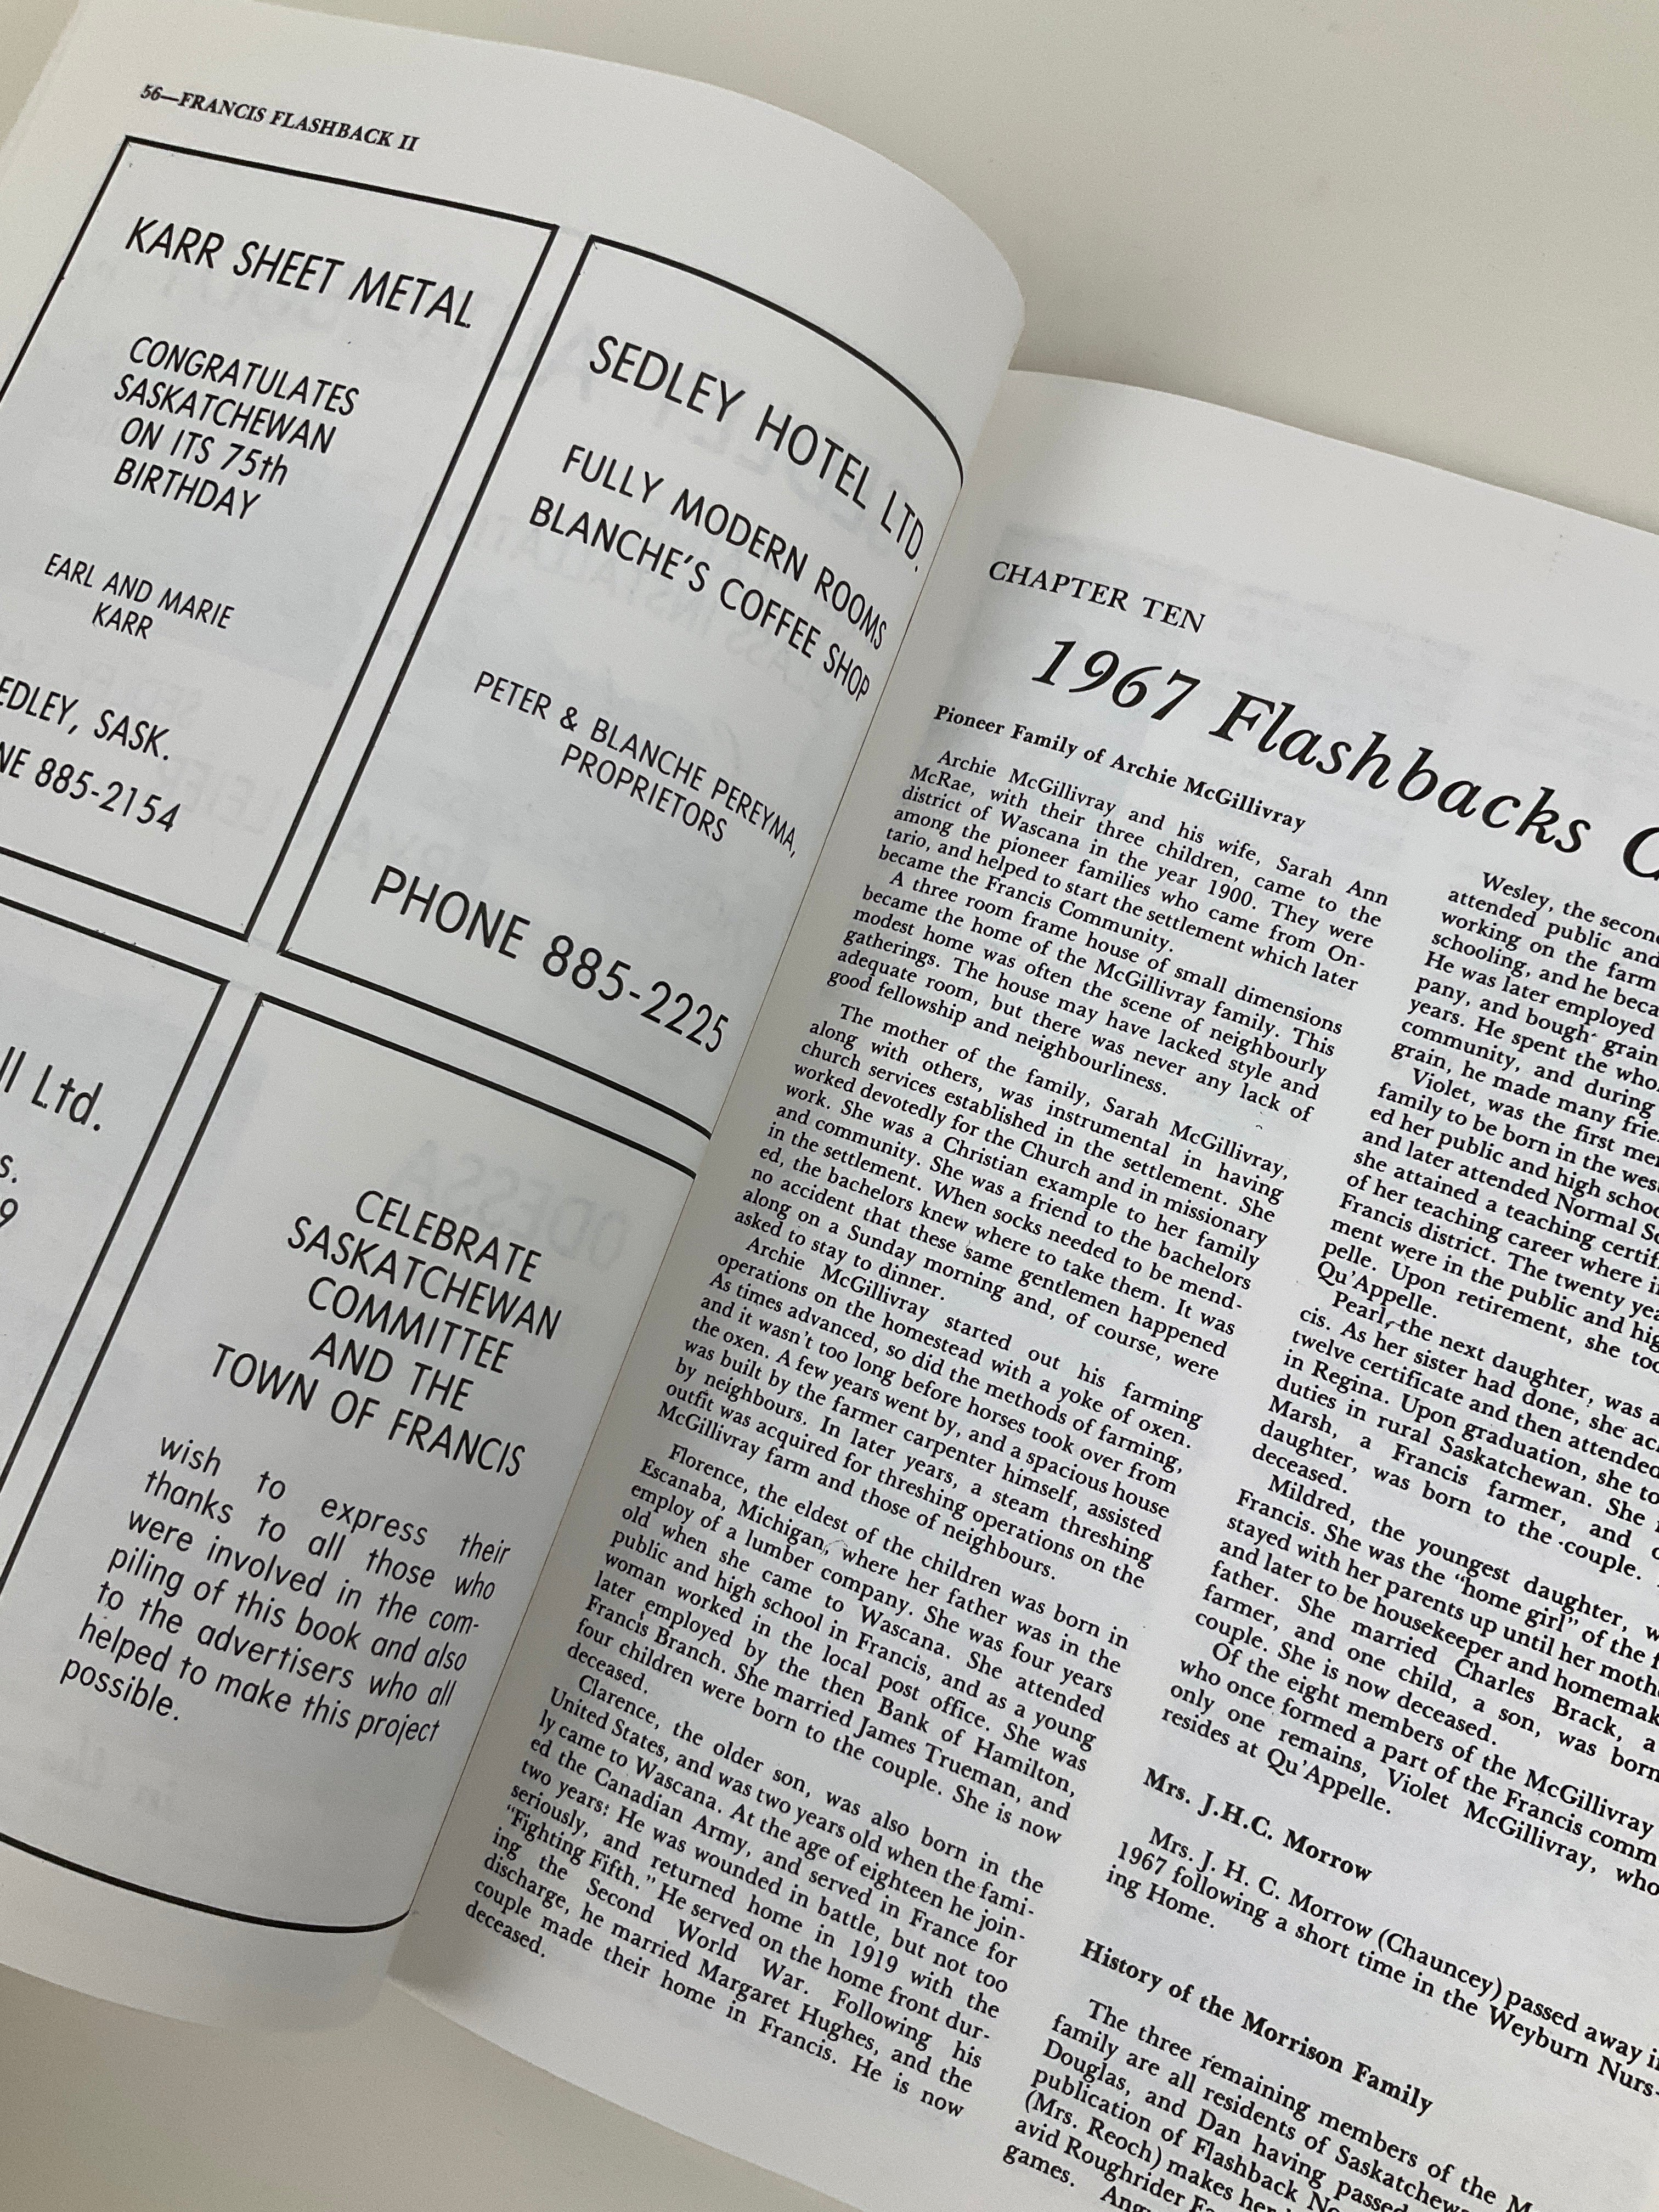 56—FRANCIS FLASHBACK II
KARR SHEET METAL
CONGRATULATES
SASKATCHEWAN
ON ITS 75th
BIRTHDAY
EARL AND MARIE
KARR
EDLEY, SASK.
NE 885-2154
SEDLEY HOTEL LTD.
FULLY MODERN ROOMS
BLANCHE'S COFFEE SHOP
PETER & BLANCHE PEREYMA,
PROPRIETORS
PHONE 885-2225
ll Ltd.
s.
9
CELEBRATE
SASKATCHEWAN
COMMITTEE
AND THE
TOWN OF FRANCIS
wish to express their
thanks to all those who
were involved in the com-
piling of this book and also
to the advertisers who all
helped to make this project
possible.
CHAPTER TEN
1967 Flashbacks
Pioneer Family of Archie McGillivray
Archie McGillivray and his wife, Sarah Ann
McRae, with their three children, came to the
district of Wascana in the year 1900. They were
among the pioneer families who came from On-
tario, and helped to start the settlement which later
became the Francis Community.
A three room frame house of small dimensions
became the home of the McGillivray family. This
modest home was often the scene of neighbourly
gatherings. The house may have lacked style and
adequate room, but there was never any lack of
good fellowship and neighbourliness.
The mother of the family, Sarah McGillivray,
along with others, was instrumental in having
church services established in the settlement. She
worked devotedly for the Church and in missionary
work. She was a Christian example to her family
and community. She was a friend to the bachelors
in the settlement. When socks needed to be mend-
ed, the bachelors knew where to take them. It was
no accident that these same gentlemen happened
along on a Sunday morning and, of course, were
asked to stay to dinner.
Archie McGillivray started out his farming
operations on the homestead with a yoke of oxen.
As times advanced, so did the methods of farming,
and it wasn't too long before horses took over from
the oxen. A few years went by, and a spacious house
was built by the farmer carpenter himself, assisted
by neighbours. In later years, a steam threshing
outfit was acquired for threshing operations on the
McGillivray farm and those of neighbours.
Florence, the eldest of the children was born in
Escanaba, Michigan, where her father was in the
employ of a lumber company. She was four years
old when she came to Wascana. She attended
public and high school in Francis, and as a young
woman worked in the local post office. She was
later employed by the then Bank of Hamilton,
Francis Branch. She married James Trueman, and
four children were born to the couple. She is now
deceased.
Clarence, the older son, was also born in the
United States, and was two years old when the fami-
ly came to Wascana. At the age of eighteen he join-
ed the Canadian Army, and served in France for
two years. He was wounded in battle, but not too
seriously, and returned home in 1919 with the
"Fighting Fifth." He served on the home front dur-
ing the Second World War. Following his
discharge, he married Margaret Hughes, and the
couple made their home in Francis. He is now
deceased.
Wesley, the second
attended public and
working on the farm
schooling, and he beca
He was later employed
pany, and bough- grain
years. He spent the who
community, and during
grain, he made many frie
Violet, was the first mem
family to be born in the west
ed her public and high schoo
and later attended Normal Sc
she attained a teaching certif
of her teaching career where in
Francis district. The twenty yea
ment were in the public and hig
pelle. Upon retirement, she too
Qu'Appelle.
Pearl, the next daughter, was a
cis. As her sister had done, she ac
twelve certificate and then attended
in Regina. Upon graduation, she to
duties in rural Saskatchewan. She
Marsh, a Francis farmer, and
daughter, was born to the couple.
deceased.
Mildred, the youngest daughter, w
Francis. She was the "home girl" of the f
stayed with her parents up until her moth
and later to be housekeeper and homemak
father. She married Charles Brack, a
farmer, and one child, a son, was born
couple. She is now deceased.
Of the eight members of the McGillivray
who once formed a part of the Francis comm
only one remains, Violet McGillivray, who
resides at Qu'Appelle.
Mrs. J.H.C. Morrow
Mrs. J. H. C. Morrow (Chauncey) passed away in
1967 following a short time in the Weyburn Nurs-
ing Home.
History of the Morrison Family
The three remaining members of the M
family are all residents of Saskatchew
Douglas, and Dan having passed
publication of Flashback No
(Mrs. Reoch) makes her
avid Roughrider Fa
games.
Ang